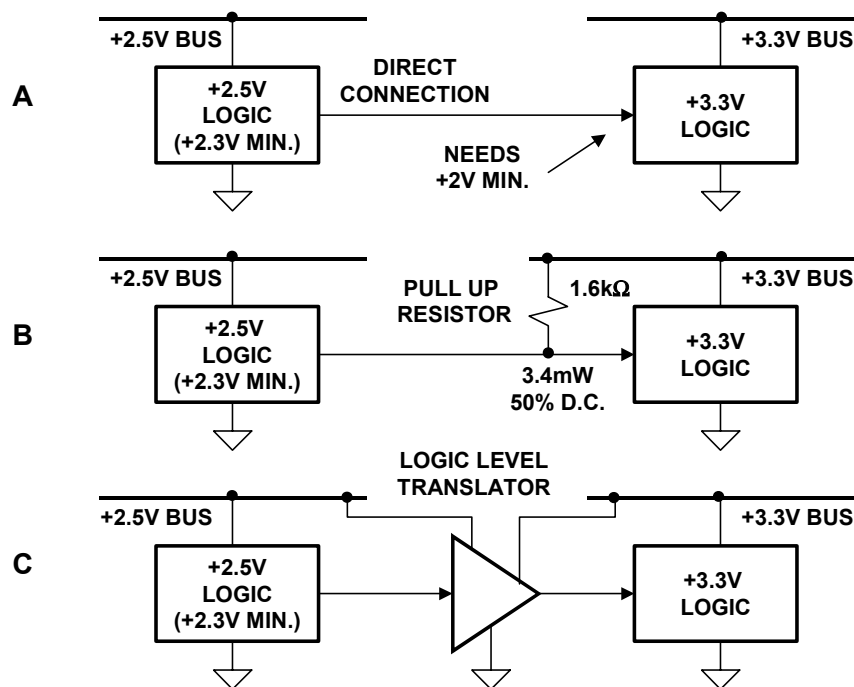 +2.5V BUS
+3.3V BUS
A
+2.5V
LOGIC
(+2.3V MIN.)
DIRECT
CONNECTION
NEEDS
+2V MIN.
+3.3V
LOGIC
+2.5V BUS
+3.3V BUS
B
+2.5V
LOGIC
(+2.3V MIN.)
PULL UP
RESISTOR
1.6kΩ
3.4mW
50% D.C.
+3.3V
LOGIC
LOGIC LEVEL
TRANSLATOR
+2.5V BUS
+3.3V BUS
C
+2.5V
LOGIC
(+2.3V MIN.)
+3.3V
LOGIC